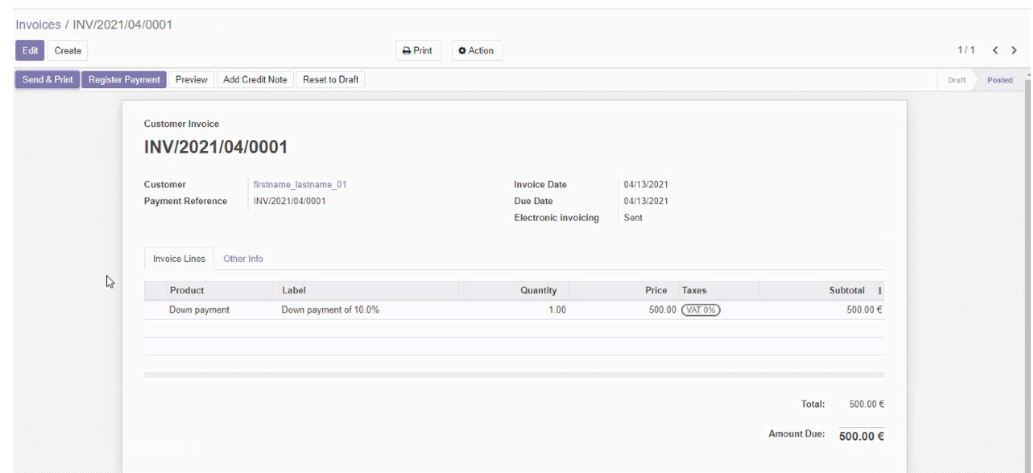 Invoices / INV/2021/04/0001
Edit Create Print Action 1/1
Send & Print Register Payment Preview Add Credit Note Reset to Draft Draft Posted
Customer Invoice
INV/2021/04/0001
Customer firstname_lastname_01 Invoice Date 04/13/2021
Payment Reference INV/2021/04/0001 Due Date 04/13/2021
Electronic invoicing Sent
Invoice Lines Other Info
Product Label Quantity Price Taxes Subtotal
Down payment Down payment of 10.0% 1.00 500.00 VAT 0% 500.00 €
Total: 500.00 €
Amount Due: 500.00 €